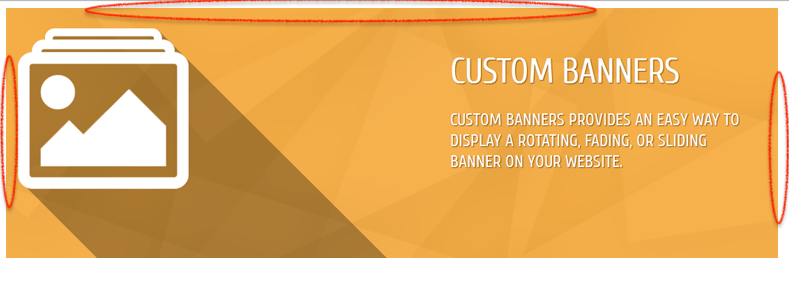 CUSTOM BANNERS
CUSTOM BANNERS PROVIDES AN EASY WAY TO
DISPLAY A ROTATING, FADING, OR SLIDING
BANNER ON YOUR WEBSITE.